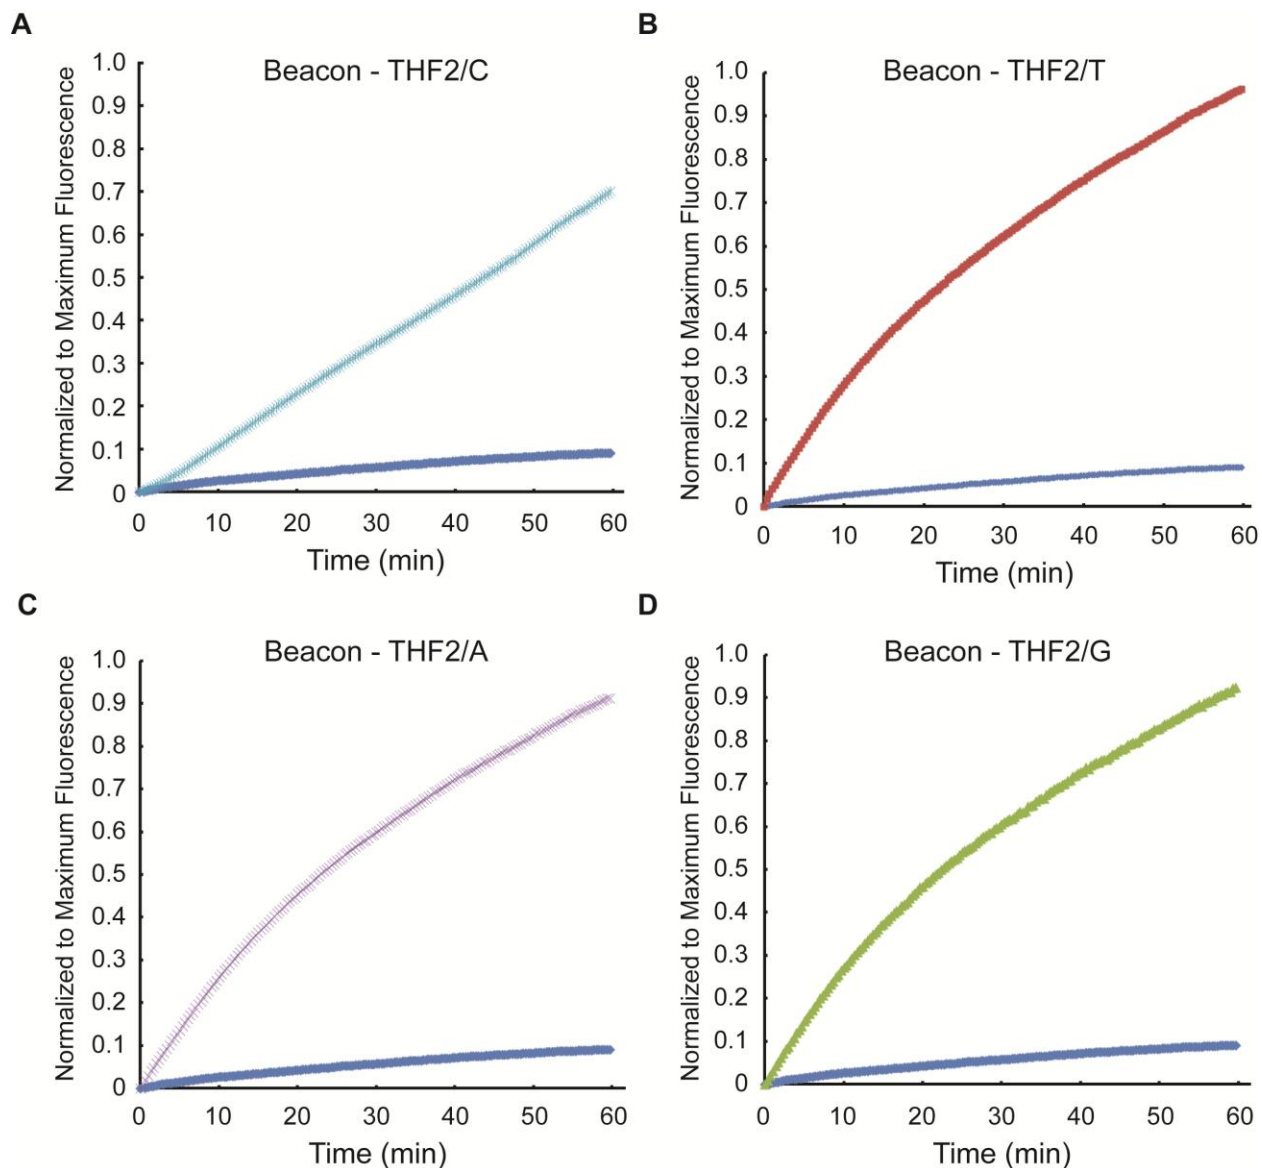 A
Beacon - THF2/C
Normalized to Maximum Fluorescence
1.0
0.9
0.8
0.7
0.6
0.5
0.4
0.3
0.2
0.1
0
0 10 20 30 40 50 60
Time (min)
B
Beacon - THF2/T
Normalized to Maximum Fluorescence
1.0
0.9
0.8
0.7
0.6
0.5
0.4
0.3
0.2
0.1
0
0 10 20 30 40 50 60
Time (min)
C
Beacon - THF2/A
Normalized to Maximum Fluorescence
1.0
0.9
0.8
0.7
0.6
0.5
0.4
0.3
0.2
0.1
0
0 10 20 30 40 50 60
Time (min)
D
Beacon - THF2/G
Normalized to Maximum Fluorescence
1.0
0.9
0.8
0.7
0.6
0.5
0.4
0.3
0.2
0.1
0
0 10 20 30 40 50 60
Time (min)